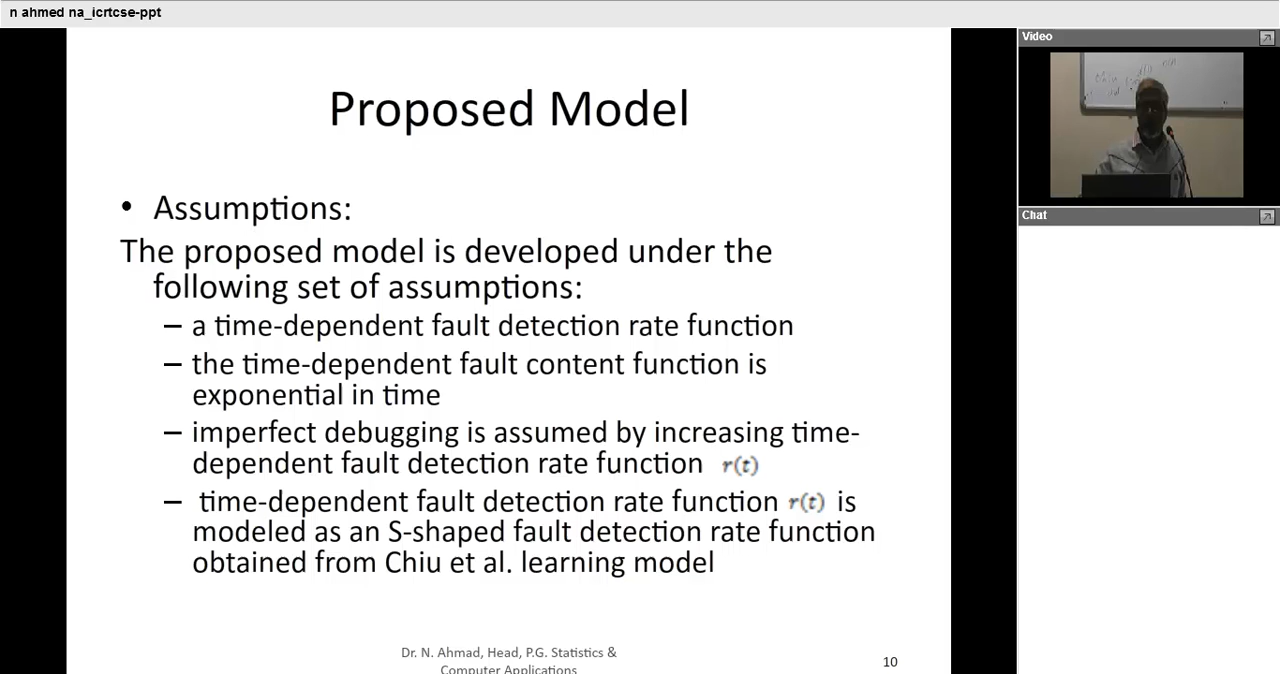 n ahmed na_icrtcse-ppt
Video
Chat
Proposed Model
• Assumptions:
The proposed model is developed under the
following set of assumptions:
– a time-dependent fault detection rate function
– the time-dependent fault content function is
exponential in time
– imperfect debugging is assumed by increasing time-
dependent fault detection rate function r(t)
– time-dependent fault detection rate function r(t) is
modeled as an S-shaped fault detection rate function
obtained from Chiu et al. learning model
Dr. N. Ahmad, Head, P.G. Statistics &
Computer Applications
10